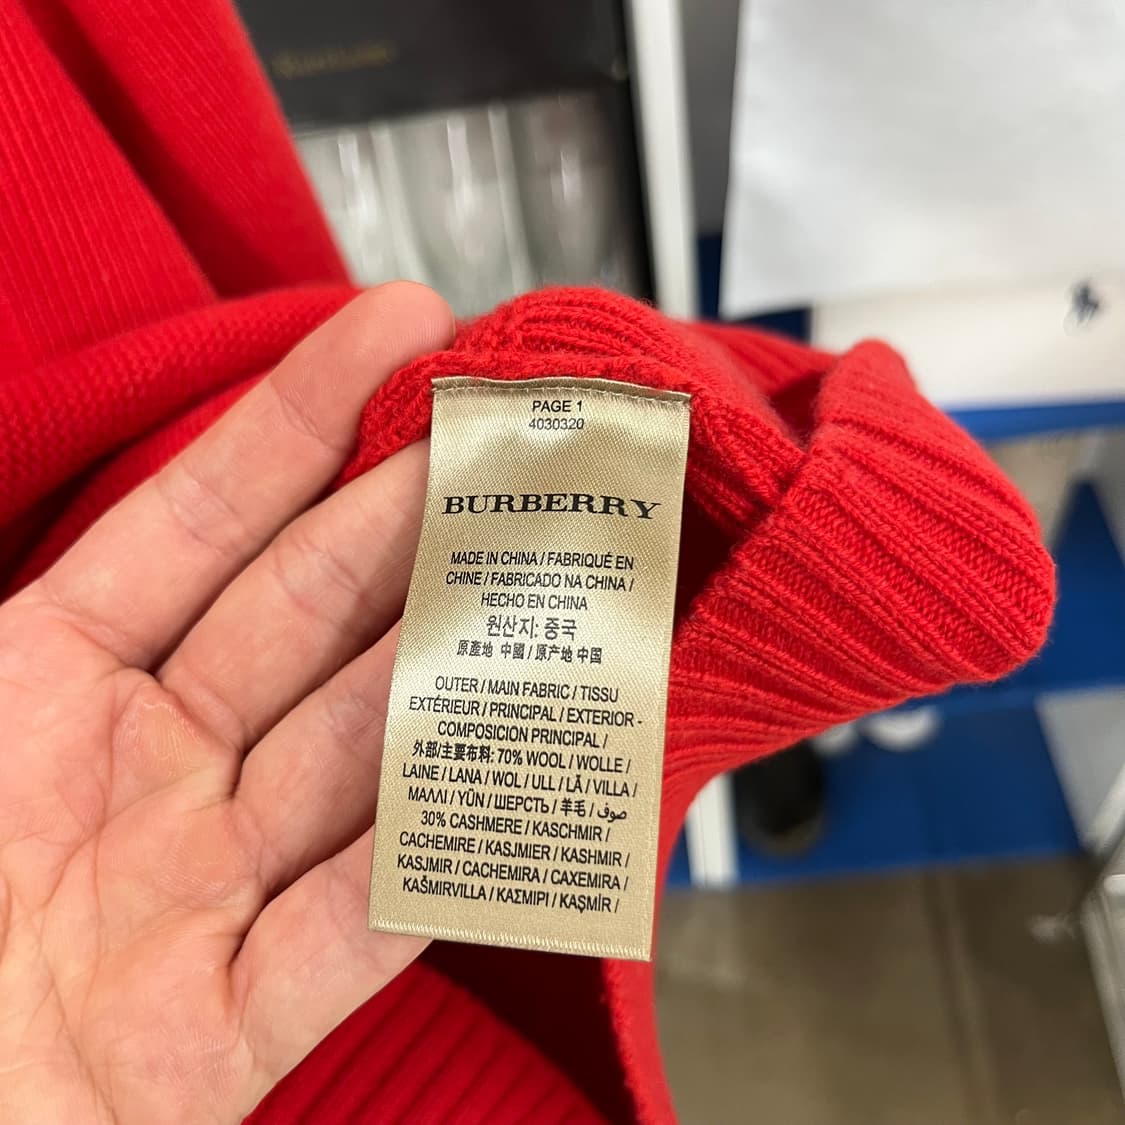 PAGE 1
4030320
BURBERRY
MADE IN CHINA / FABRIQUÉ EN
CHINE / FABRICADO NA CHINA /
HECHO EN CHINA
원산지: 중국
原產地 中國 / 原产地 中国
OUTER / MAIN FABRIC / TISSU
EXTÉRIEUR / PRINCIPAL / EXTERIOR -
COMPOSICION PRINCIPAL /
外部/主要布料: 70% WOOL / WOLLE /
LAINE / LANA / WOL / ULL / LÃ / VILLA /
ΜΑΛΛΙ / YÜN / ШЕРСТЬ / 羊毛 / صوف /
30% CASHMERE / KASCHMIR /
CACHEMIRE / KASJMIER / KASHMIR /
KASJMIR / CACHEMIRA / CAXEMIRA /
KAŠMIRVILLA / ΚΑΣΜΙΡΙ / KAŞMİR /